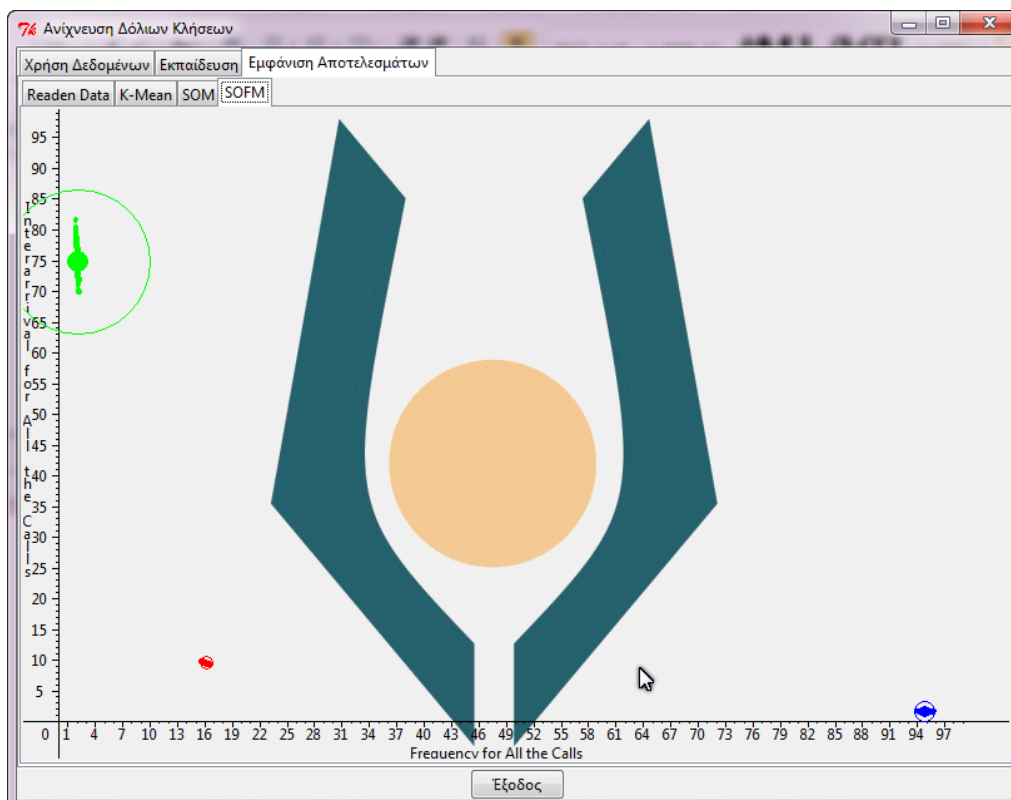 Ανίχνευση Δόλιων Κλήσεων
Χρήση Δεδομένων Εκπαίδευση Εμφάνιση Αποτελεσμάτων
Readen Data K-Mean SOM SOFM
95
90
85
80
75
70
65
60
55
50
45
40
35
30
25
20
15
10
5
Interarrival for All the Calls
0 1 4 7 10 13 16 19 22 25 28 31 34 37 40 43 46 49 52 55 58 61 64 67 70 73 76 79 82 85 88 91 94 97
Frequency for All the Calls
Έξοδος